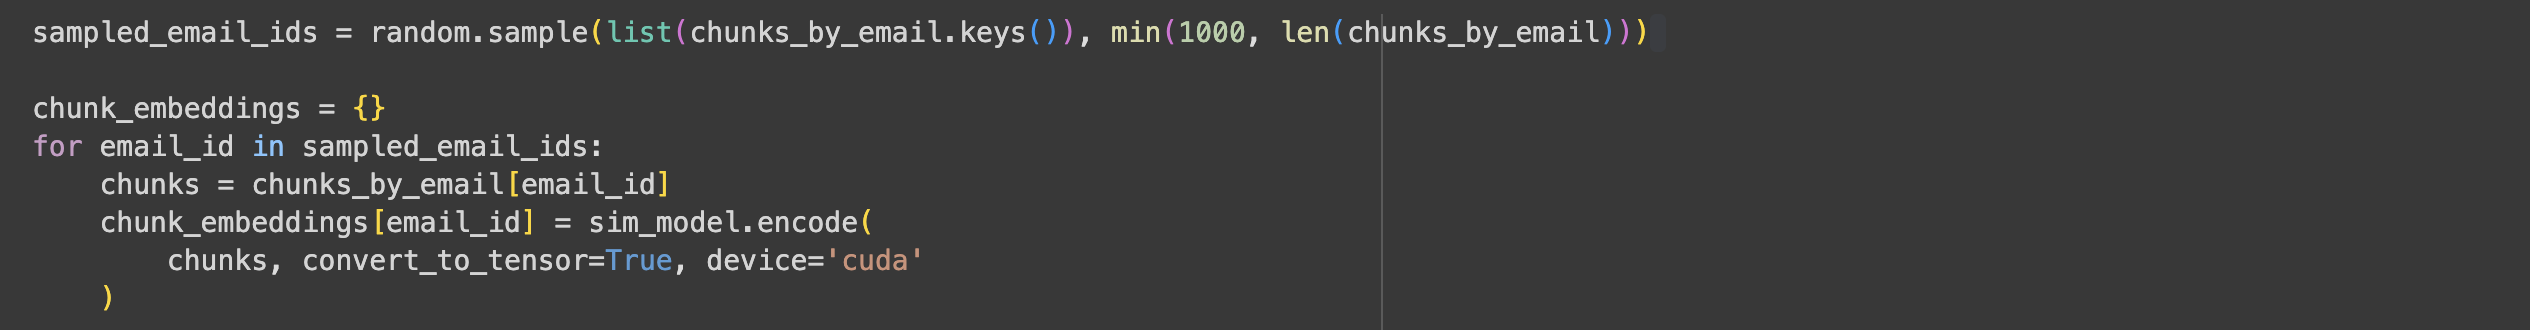 sampled_email_ids = random.sample(list(chunks_by_email.keys()), min(1000, len(chunks_by_email)))

chunk_embeddings = {}
for email_id in sampled_email_ids:
    chunks = chunks_by_email[email_id]
    chunk_embeddings[email_id] = sim_model.encode(
        chunks, convert_to_tensor=True, device='cuda'
    )